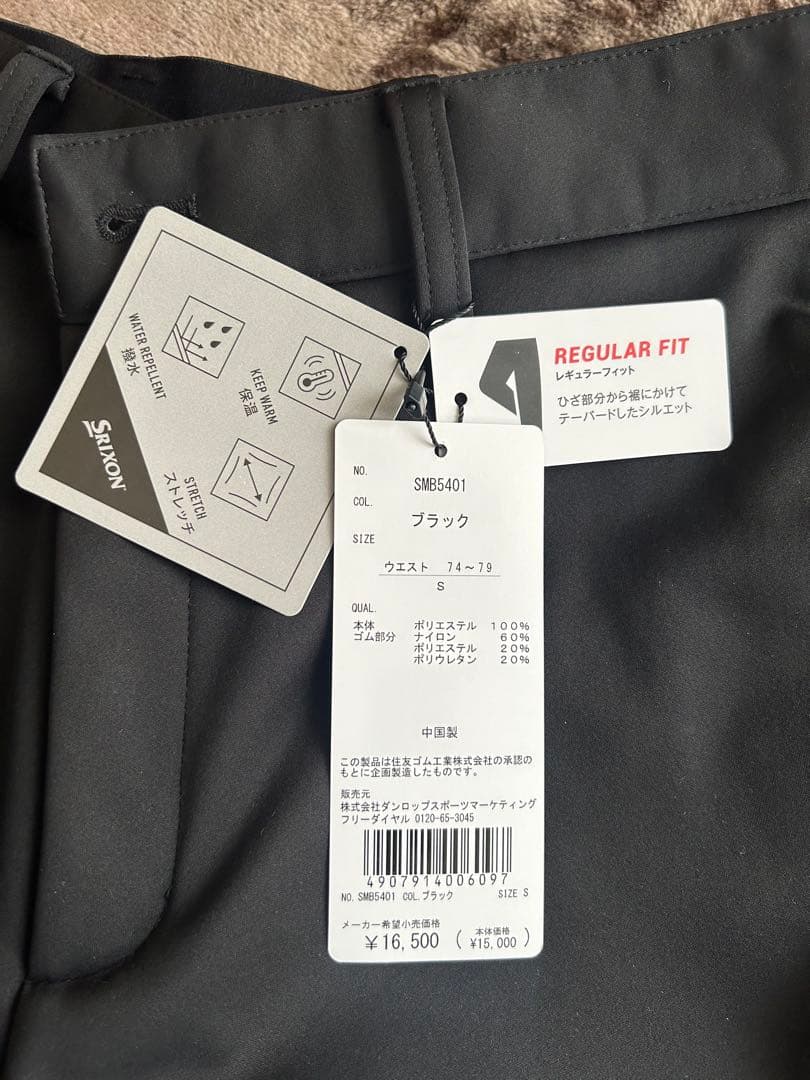 WATER REPELLENT
撥水
KEEP WARM
保温
STRETCH
ストレッチ
SRIXON
REGULAR FIT
レギュラーフィット
ひざ部分から裾にかけて
テーパードしたシルエット
NO. SMB5401
COL. ブラック
SIZE
ウエスト 74～79
S
QUAL.
本体 ポリエステル 100%
ゴム部分 ナイロン 60%
ポリエステル 20%
ポリウレタン 20%
中国製
この製品は住友ゴム工業株式会社の承認の
もとに企画製造したものです。
販売元
株式会社ダンロップスポーツマーケティング
フリーダイヤル 0120-65-3045
4907914006097
NO. SMB5401 COL.ブラック SIZE S
メーカー希望小売価格
¥16,500 ( 本体価格 ¥15,000 )